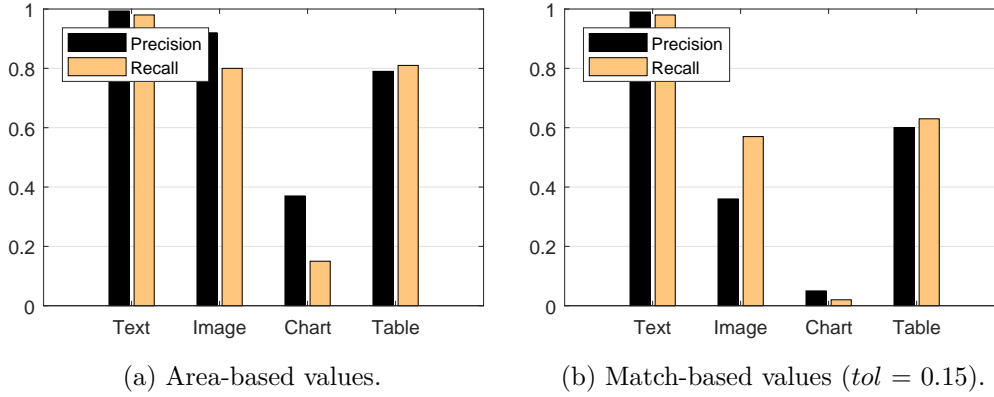 1
0.8
0.6
0.4
0.2
0
Precision
Recall
Text Image Chart Table
(a) Area-based values.
1
0.8
0.6
0.4
0.2
0
Precision
Recall
Text Image Chart Table
(b) Match-based values (tol = 0.15).